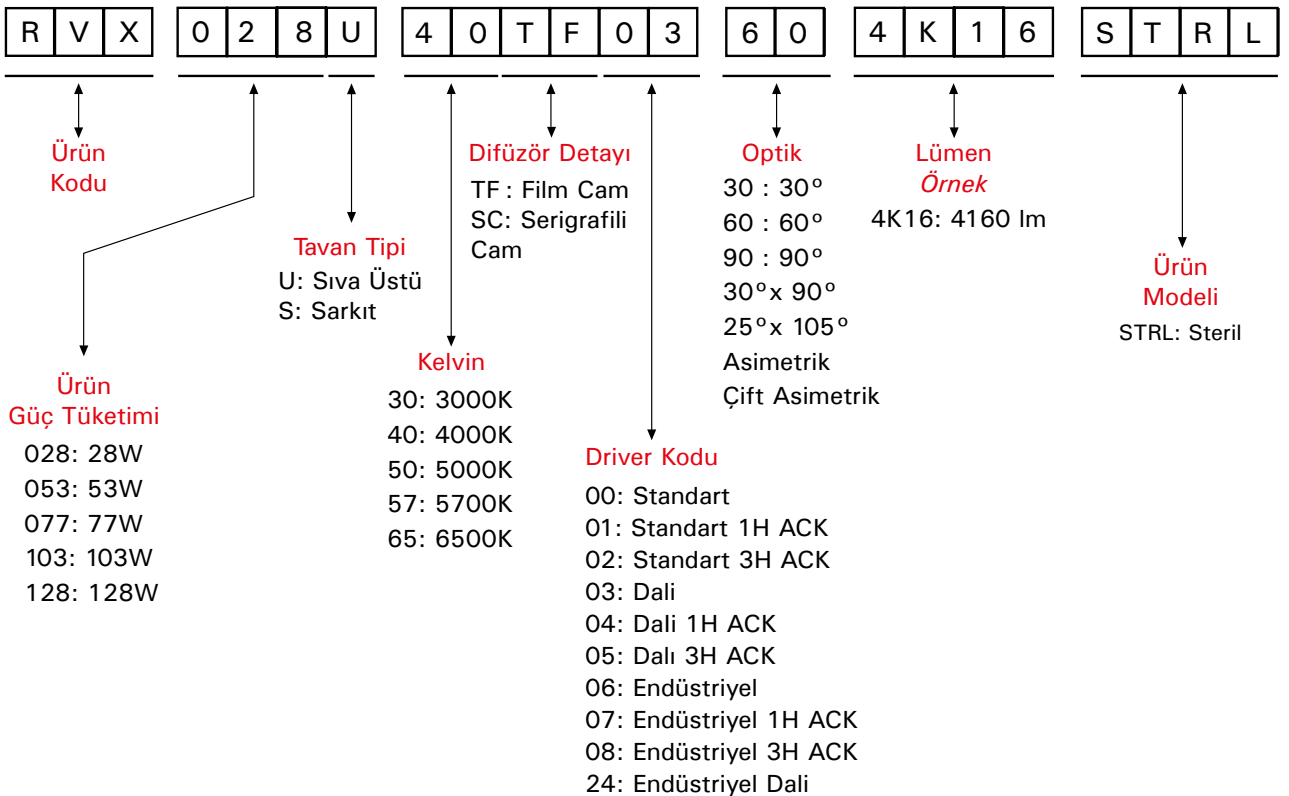 R V X 0 2 8 U 4 0 T F 0 3 6 0 4 K 1 6 S T R L
Ürün
Kodu
Ürün
Güç Tüketimi
028: 28W
053: 53W
077: 77W
103: 103W
128: 128W
Tavan Tipi
U: Sıva Üstü
S: Sarkıt
Kelvin
30: 3000K
40: 4000K
50: 5000K
57: 5700K
65: 6500K
Difüzör Detayı
TF : Film Cam
SC: Serigrafili
Cam
Driver Kodu
00: Standart
01: Standart 1H ACK
02: Standart 3H ACK
03: Dali
04: Dali 1H ACK
05: Dalı 3H ACK
06: Endüstriyel
07: Endüstriyel 1H ACK
08: Endüstriyel 3H ACK
24: Endüstriyel Dali
Optik
30 : 30º
60 : 60º
90 : 90º
30ºx 90º
25ºx 105º
Asimetrik
Çift Asimetrik
Lümen
Örnek
4K16: 4160 lm
Ürün
Modeli
STRL: Steril